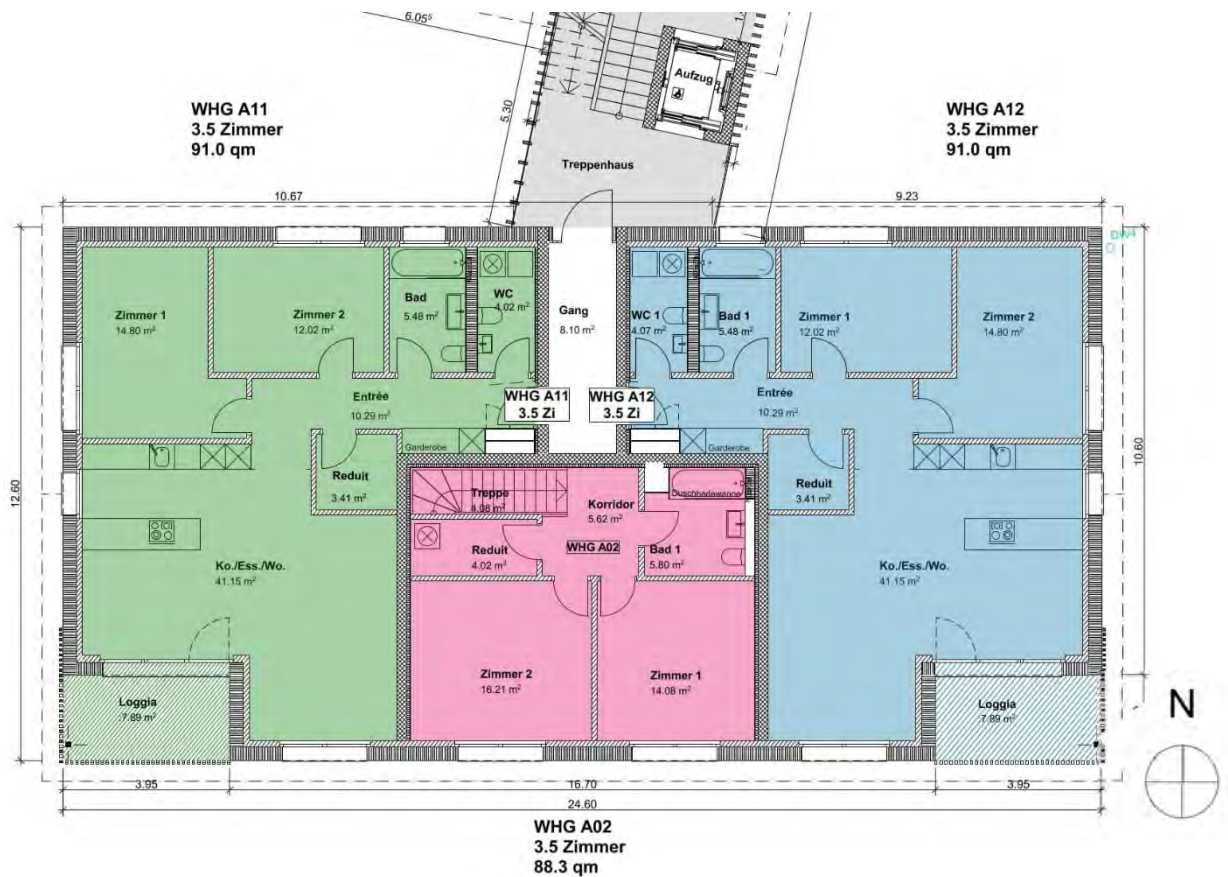 6.05⁵
5.30
Aufzug
Treppenhaus
WHG A11
3.5 Zimmer
91.0 qm
WHG A12
3.5 Zimmer
91.0 qm
10.67
9.23
Zimmer 1
14.80 m²
Zimmer 2
12.02 m²
Bad
5.48 m²
WC
4.02 m²
Gang
8.10 m²
WC 1
4.07 m²
Bad 1
5.48 m²
Zimmer 1
12.02 m²
Zimmer 2
14.80 m²
Entrée
10.29 m²
WHG A11
3.5 Zi
WHG A12
3.5 Zi
Entrée
10.29 m²
Garderobe
Garderobe
Reduit
3.41 m²
Reduit
3.41 m²
12.60
10.60
Treppe
4.08 m²
Korridor
5.62 m²
Duschbadewanne
Reduit
4.02 m²
WHG A02
Bad 1
5.80 m²
Ko./Ess./Wo.
41.15 m²
Ko./Ess./Wo.
41.15 m²
Zimmer 2
16.21 m²
Zimmer 1
14.08 m²
Loggia
7.89 m²
Loggia
7.89 m²
N
3.95
16.70
3.95
24.60
WHG A02
3.5 Zimmer
88.3 qm